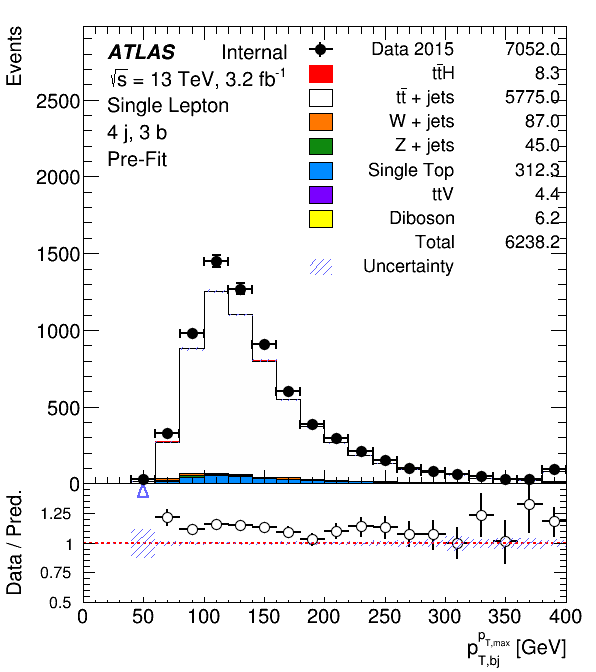 ATLAS Internal
√s = 13 TeV, 3.2 fb⁻¹
Single Lepton
4 j, 3 b
Pre-Fit
Data 2015 7052.0
tt̄H 8.3
tt̄ + jets 5775.0
W + jets 87.0
Z + jets 45.0
Single Top 312.3
ttV 4.4
Diboson 6.2
Total 6238.2
Uncertainty
Events
2500
2000
1500
1000
500
0
Data / Pred.
1.25
1
0.75
0.5
0 50 100 150 200 250 300 350 400
p_{T,bj}^{p_{T,max}} [GeV]